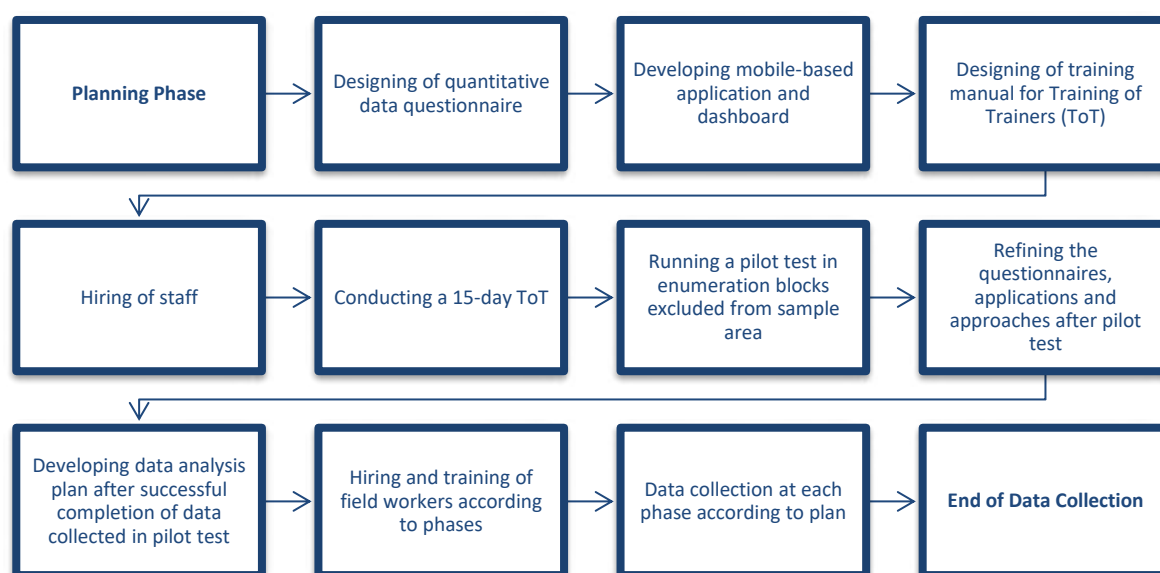 Planning Phase
Designing of quantitative
data questionnaire
Developing mobile-based
application and
dashboard
Designing of training
manual for Training of
Trainers (ToT)
Hiring of staff
Conducting a 15-day ToT
Running a pilot test in
enumeration blocks
excluded from sample
area
Refining the
questionnaires,
applications and
approaches after pilot
test
Developing data analysis
plan after successful
completion of data
collected in pilot test
Hiring and training of
field workers according
to phases
Data collection at each
phase according to plan
End of Data Collection